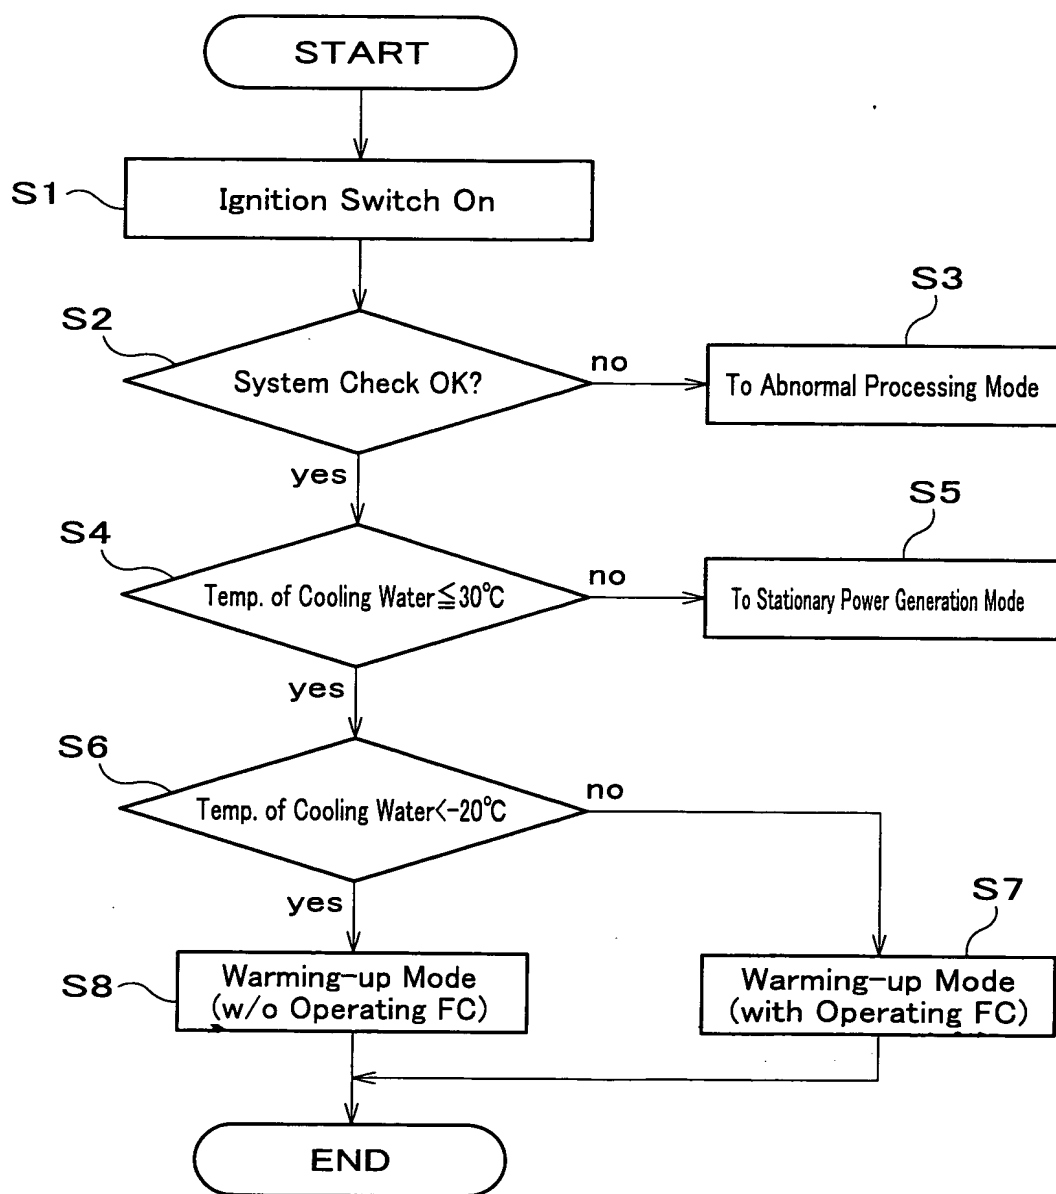 START
S1
Ignition Switch On
S2
System Check OK?
no
S3
To Abnormal Processing Mode
yes
S4
Temp. of Cooling Water≦30℃
no
S5
To Stationary Power Generation Mode
yes
S6
Temp. of Cooling Water<-20℃
no
yes
S7
S8
Warming-up Mode
(w/o Operating FC)
Warming-up Mode
(with Operating FC)
END